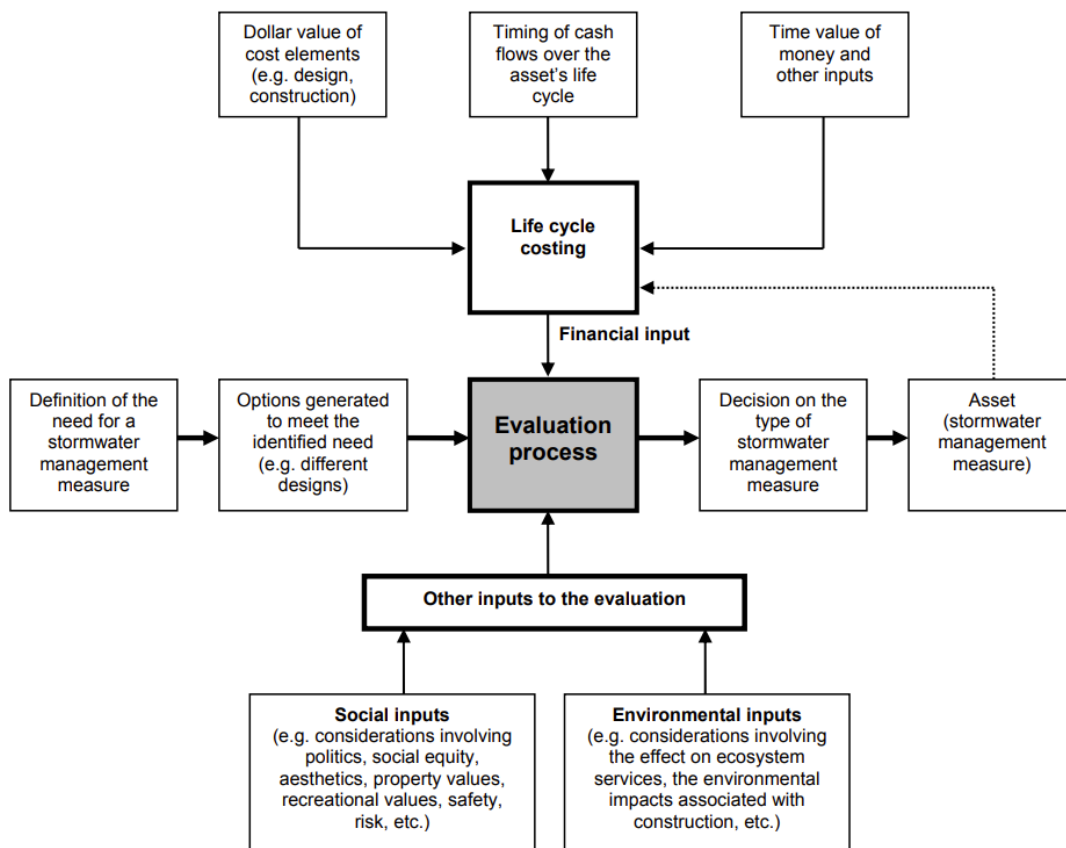 Dollar value of
cost elements
(e.g. design,
construction)
Timing of cash
flows over the
asset's life
cycle
Time value of
money and
other inputs
Life cycle
costing
Financial input
Definition of the
need for a
stormwater
management
measure
Options generated
to meet the
identified need
(e.g. different
designs)
Evaluation
process
Decision on the
type of
stormwater
management
measure
Asset
(stormwater
management
measure)
Other inputs to the evaluation
Social inputs
(e.g. considerations involving
politics, social equity,
aesthetics, property values,
recreational values, safety,
risk, etc.)
Environmental inputs
(e.g. considerations involving
the effect on ecosystem
services, the environmental
impacts associated with
construction, etc.)